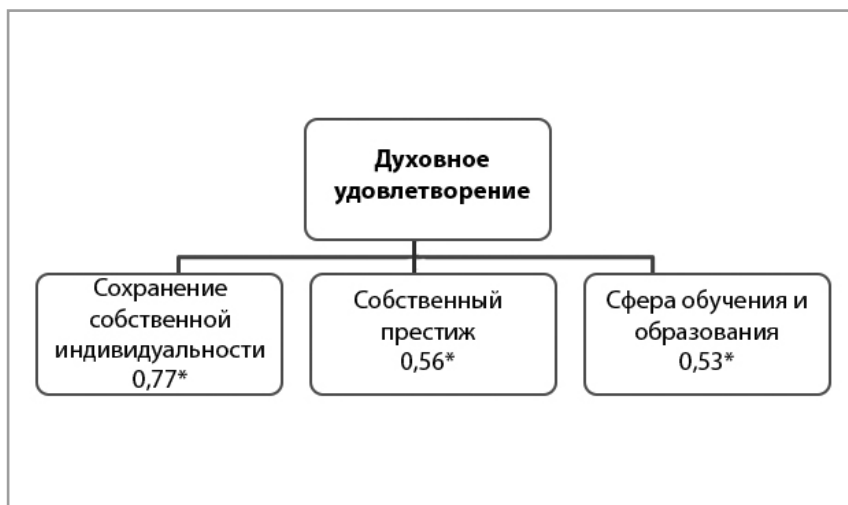 Духовное
удовлетворение
Сохранение
собственной
индивидуальности
0,77*
Собственный
престиж
0,56*
Сфера обучения и
образования
0,53*